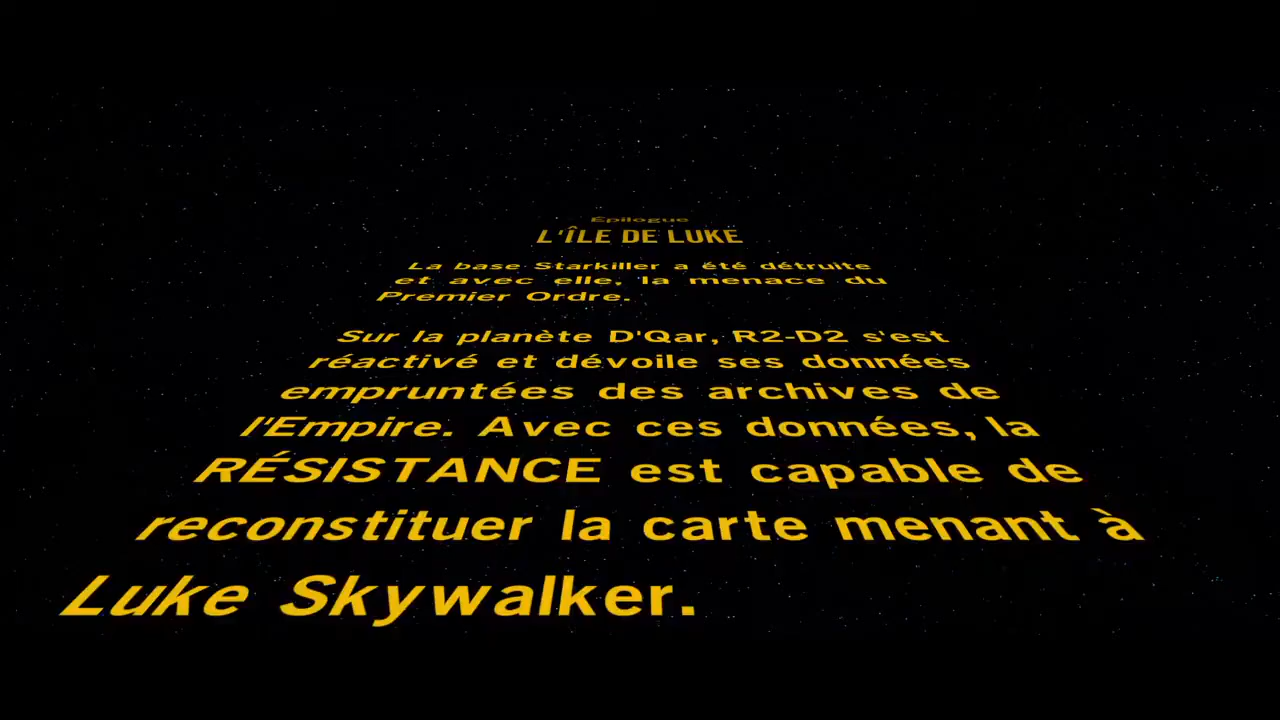 Épilogue
L'ÎLE DE LUKE
La base Starkiller a été détruite
et avec elle, la menace du
Premier Ordre.
Sur la planète D'Qar, R2-D2 s'est
réactivé et dévoile ses données
empruntées des archives de
l'Empire. Avec ces données, la
RÉSISTANCE est capable de
reconstituer la carte menant à
Luke Skywalker.